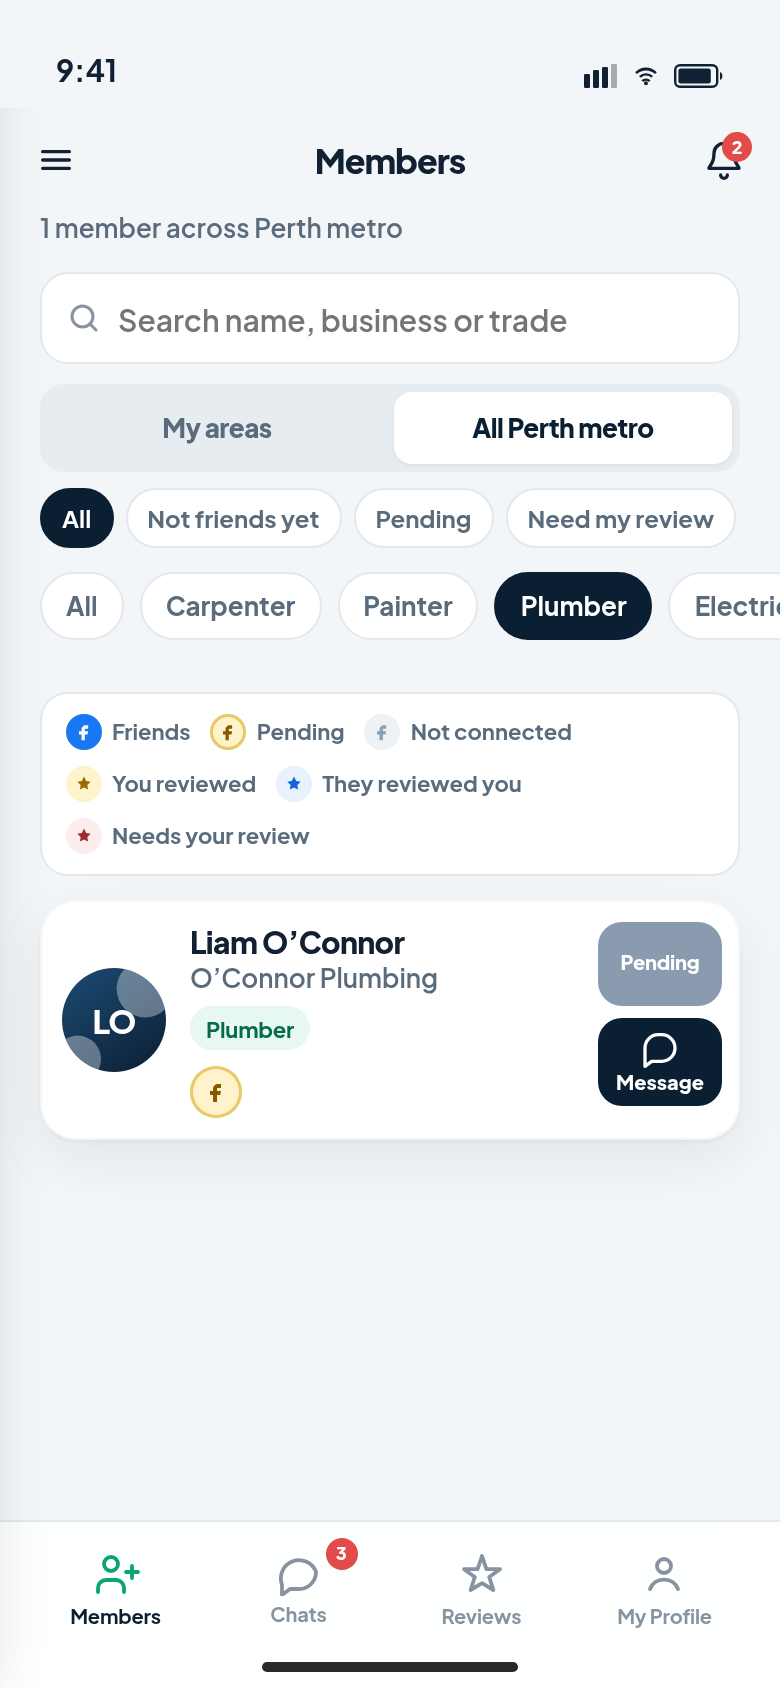 9:41
Members
2
1 member across Perth metro
Search name, business or trade
My areas
All Perth metro
All
Not friends yet
Pending
Need my review
All
Carpenter
Painter
Plumber
Friends
Pending
Not connected
You reviewed
They reviewed you
Needs your review
LO
Liam O’Connor
O’Connor Plumbing
Plumber
Pending
Message
Members
3
Chats
Reviews
My Profile